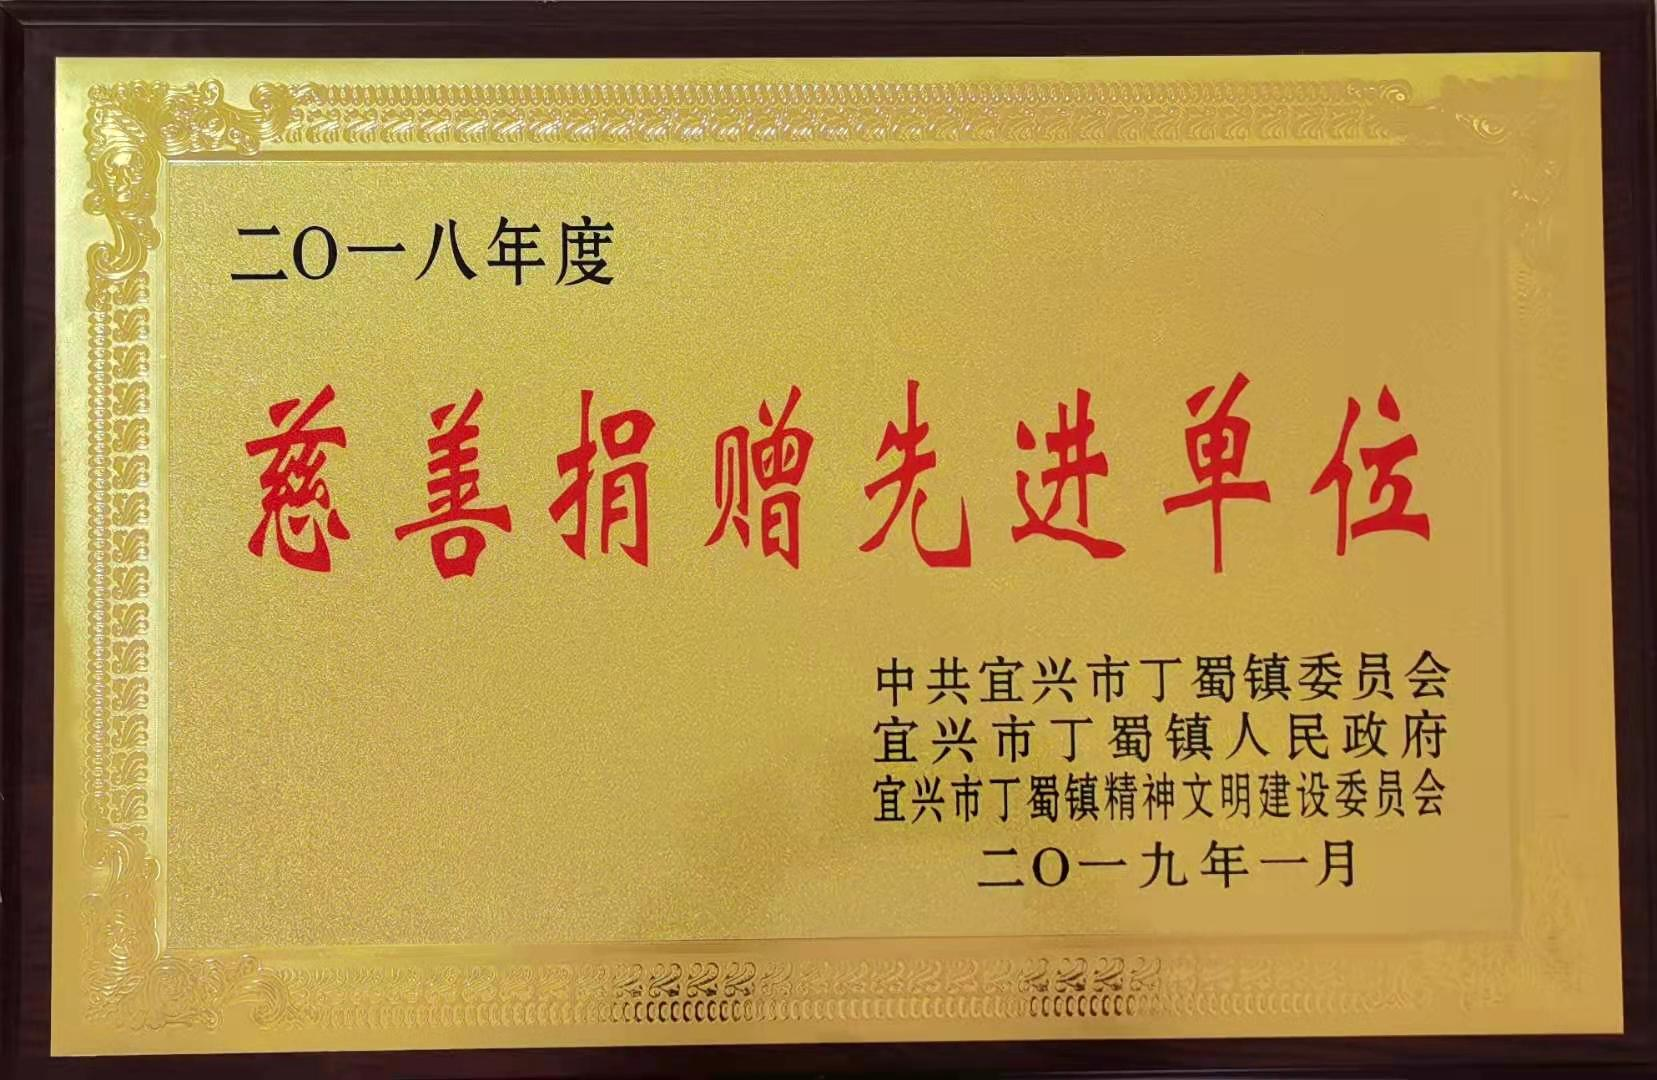 二〇一八年度
慈善捐赠先进单位
中共宜兴市丁蜀镇委员会
宜兴市丁蜀镇人民政府
宜兴市丁蜀镇精神文明建设委员会
二〇一九年一月